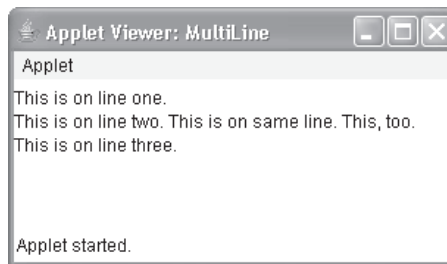 Applet Viewer: MultiLine
Applet
This is on line one.
This is on line two. This is on same line. This, too.
This is on line three.
Applet started.